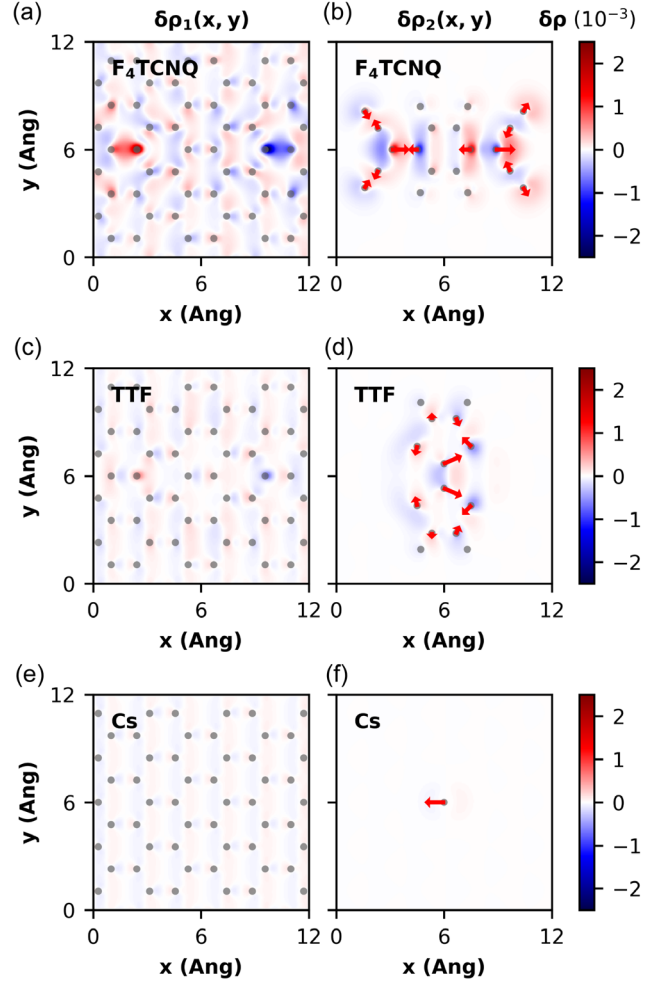 (a) δρ₁(x, y) (b) δρ₂(x, y) δρ (10⁻³)
12
F₄TCNQ F₄TCNQ
2
1
y (Ang) 6 0
−1
−2
0
0 6 12 0 6 12
x (Ang) x (Ang)
(c) (d)
12
TTF TTF
2
1
y (Ang) 6 0
−1
−2
0
0 6 12 0 6 12
x (Ang) x (Ang)
(e) (f)
12
Cs Cs
2
1
y (Ang) 6 0
−1
−2
0
0 6 12 0 6 12
x (Ang) x (Ang)